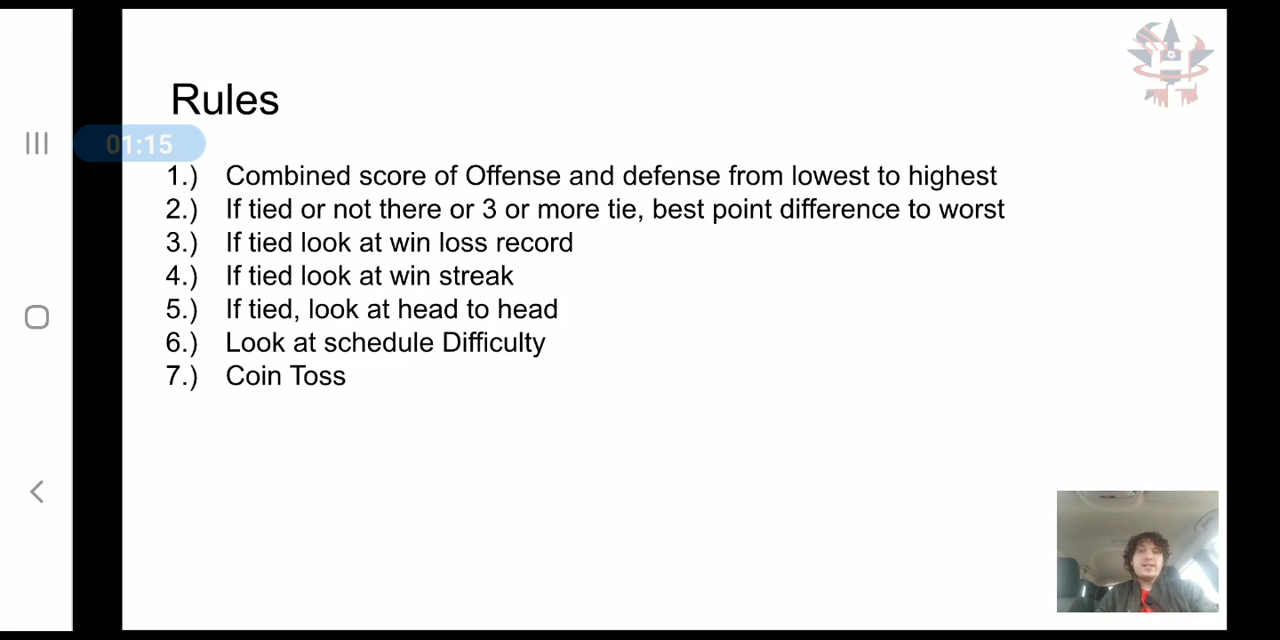 Rules
01:15
1.) Combined score of Offense and defense from lowest to highest
2.) If tied or not there or 3 or more tie, best point difference to worst
3.) If tied look at win loss record
4.) If tied look at win streak
5.) If tied, look at head to head
6.) Look at schedule Difficulty
7.) Coin Toss